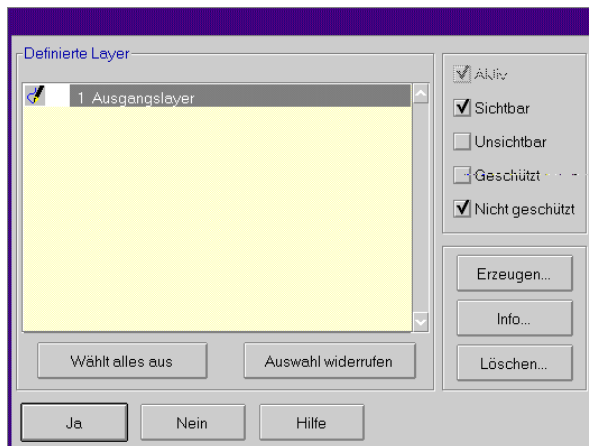 Definierte Layer
1 Ausgangslayer
Wählt alles aus
Auswahl widerrufen
Aktiv
Sichtbar
Unsichtbar
Geschützt
Nicht geschützt
Erzeugen...
Info...
Löschen...
Ja
Nein
Hilfe